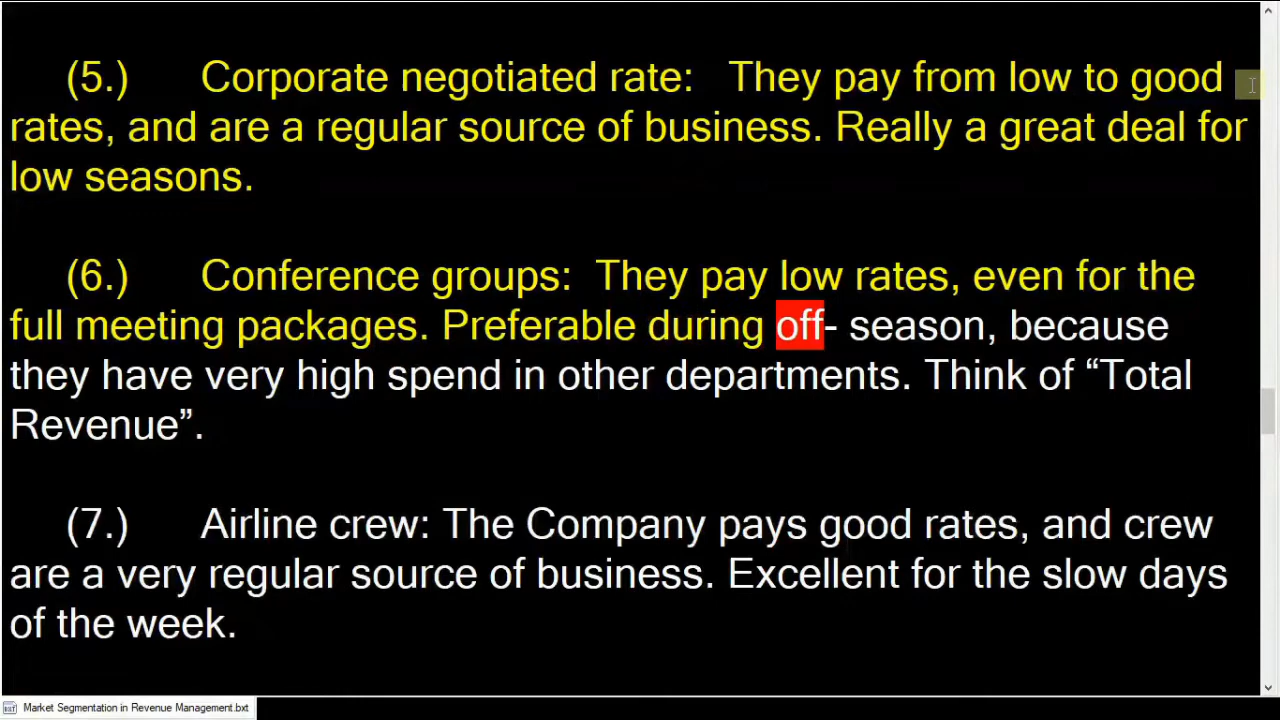 (5.) Corporate negotiated rate: They pay from low to good
rates, and are a regular source of business. Really a great deal for
low seasons.
(6.) Conference groups: They pay low rates, even for the
full meeting packages. Preferable during off- season, because
they have very high spend in other departments. Think of “Total
Revenue”.
(7.) Airline crew: The Company pays good rates, and crew
are a very regular source of business. Excellent for the slow days
of the week.
Market Segmentation in Revenue Management.bxt